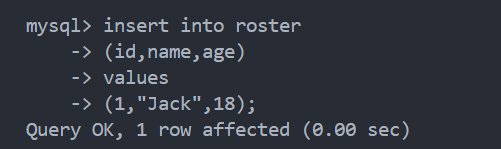 mysql> insert into roster
    -> (id,name,age)
    -> values
    -> (1,"Jack",18);
Query OK, 1 row affected (0.00 sec)